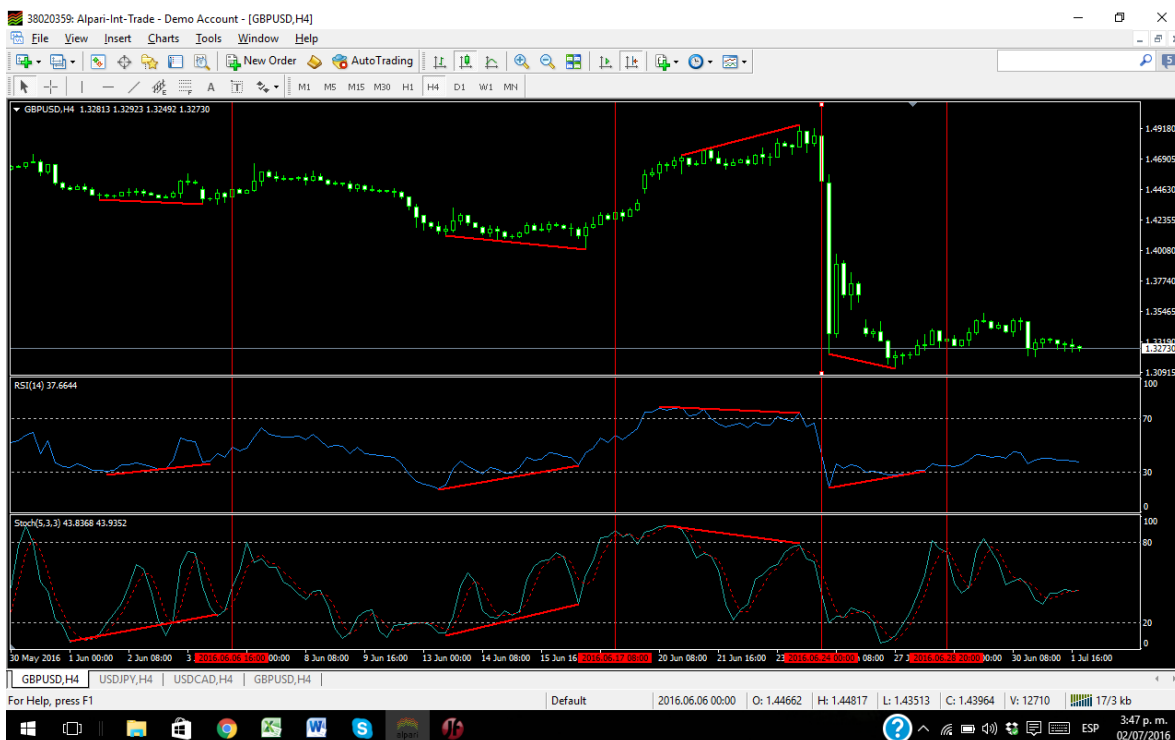 38020359: Alpari-Int-Trade - Demo Account - [GBPUSD,H4]
File View Insert Charts Tools Window Help
New Order AutoTrading 5
A T M1 M5 M15 M30 H1 H4 D1 W1 MN
GBPUSD,H4 1.32813 1.32923 1.32492 1.32730
1.49180
1.46905
1.44630
1.42355
1.40080
1.37740
1.35465
1.33190
1.32730
1.30915
RSI(14) 37.6644
100
70
30
0
Stoch(5,3,3) 43.8368 43.9352
100
80
20
0
30 May 2016 1 Jun 00:00 2 Jun 08:00 3 2016.06.06 16:00 00:00 8 Jun 08:00 9 Jun 16:00 13 Jun 00:00 14 Jun 08:00 15 Jun 16 2016.06.17 08:00 20 Jun 08:00 21 Jun 16:00 23 2016.06.24 00:00 08:00 27 J 2016.06.28 20:00 00:00 30 Jun 08:00 1 Jul 16:00
GBPUSD,H4 USDJPY,H4 USDCAD,H4 GBPUSD,H4
For Help, press F1 Default 2016.06.06 00:00 O: 1.44662 H: 1.44817 L: 1.43513 C: 1.43964 V: 12710 17/3 kb
alpari ESP 3:47 p. m.
02/07/2016